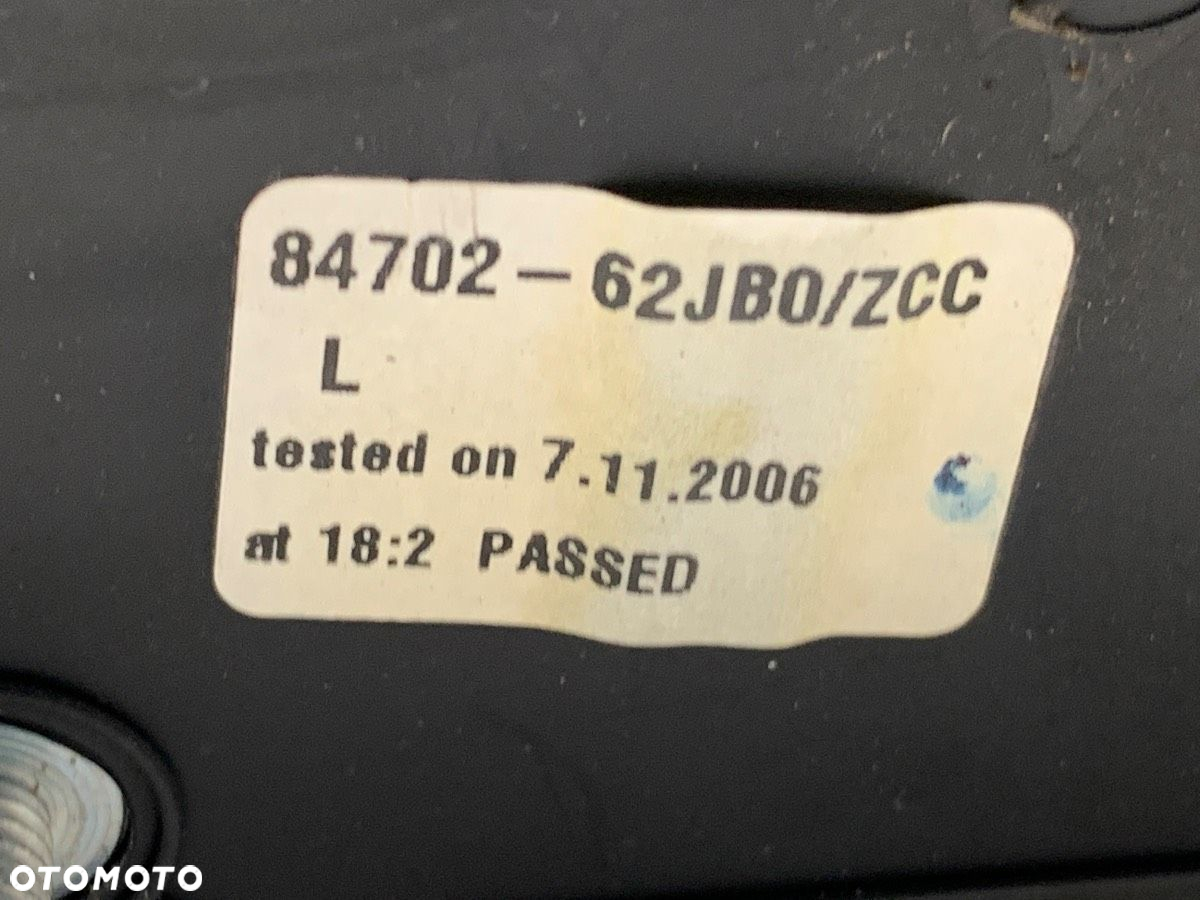 84702-62JB0/ZCC
L
tested on 7.11.2006
at 18:2 PASSED
OTOMOTO